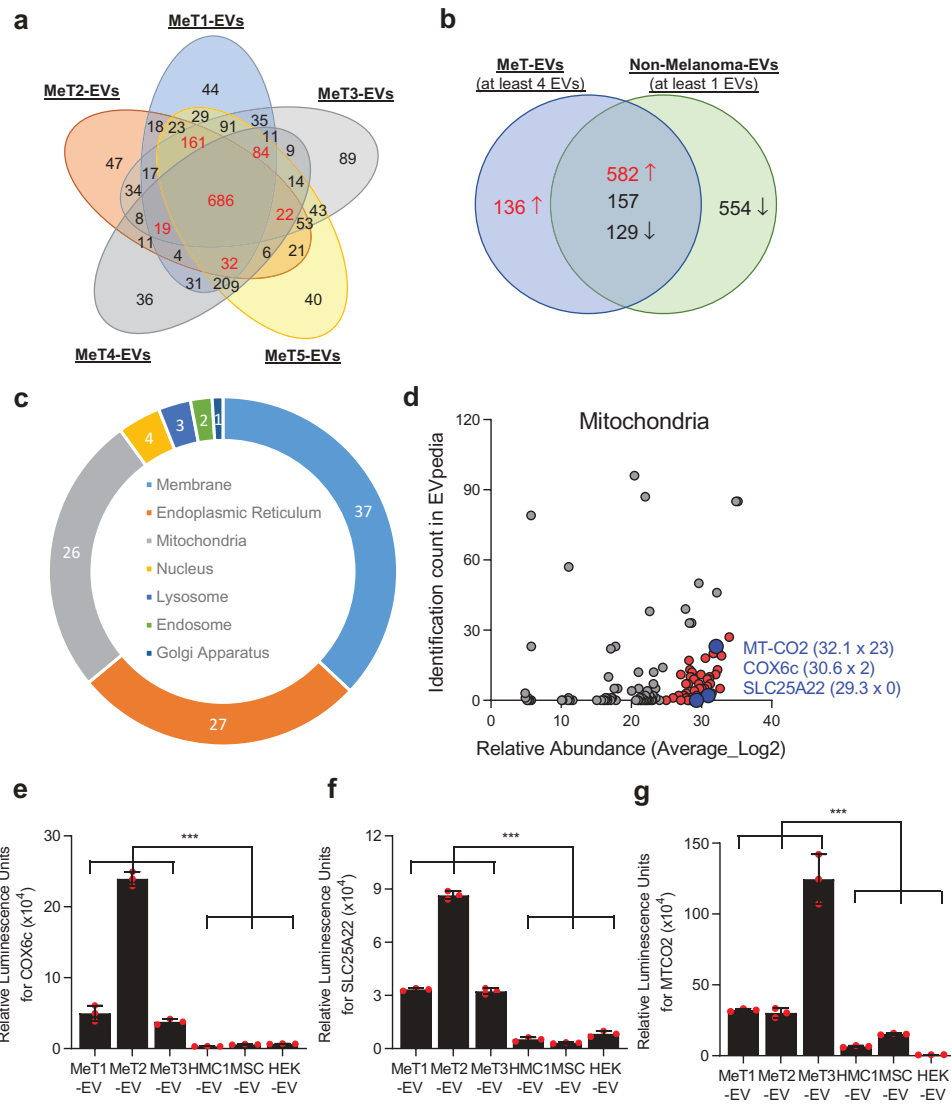 a
MeT1-EVs
MeT2-EVs
MeT3-EVs
44
29
35
18
23
91
11
161
84
9
47
89
17
14
34
686
8
22
43
19
53
11
4
6
21
32
31
20
9
36
40
MeT4-EVs
MeT5-EVs
b
MeT-EVs
(at least 4 EVs)
Non-Melanoma-EVs
(at least 1 EVs)
136 ↑
582 ↑
157
129 ↓
554 ↓
c
1
2
3
4
37
26
27
Membrane
Endoplasmic Reticulum
Mitochondria
Nucleus
Lysosome
Endosome
Golgi Apparatus
d
Mitochondria
Identification count in EVpedia
120
90
60
30
0
0 10 20 30 40
Relative Abundance (Average_Log2)
MT-CO2 (32.1 x 23)
COX6c (30.6 x 2)
SLC25A22 (29.3 x 0)
e
Relative Luminescence Units
for COX6c (x10⁴)
30
20
10
0
***
MeT1 MeT2 MeT3 HMC1 MSC HEK
-EV -EV -EV -EV -EV -EV
f
Relative Luminescence Units
for SLC25A22 (x10⁴)
12
9
6
3
0
***
MeT1 MeT2 MeT3 HMC1 MSC HEK
-EV -EV -EV -EV -EV -EV
g
Relative Luminescence Units
for MTCO2 (x10⁴)
150
100
50
0
***
MeT1 MeT2 MeT3 HMC1 MSC HEK
-EV -EV -EV -EV -EV -EV